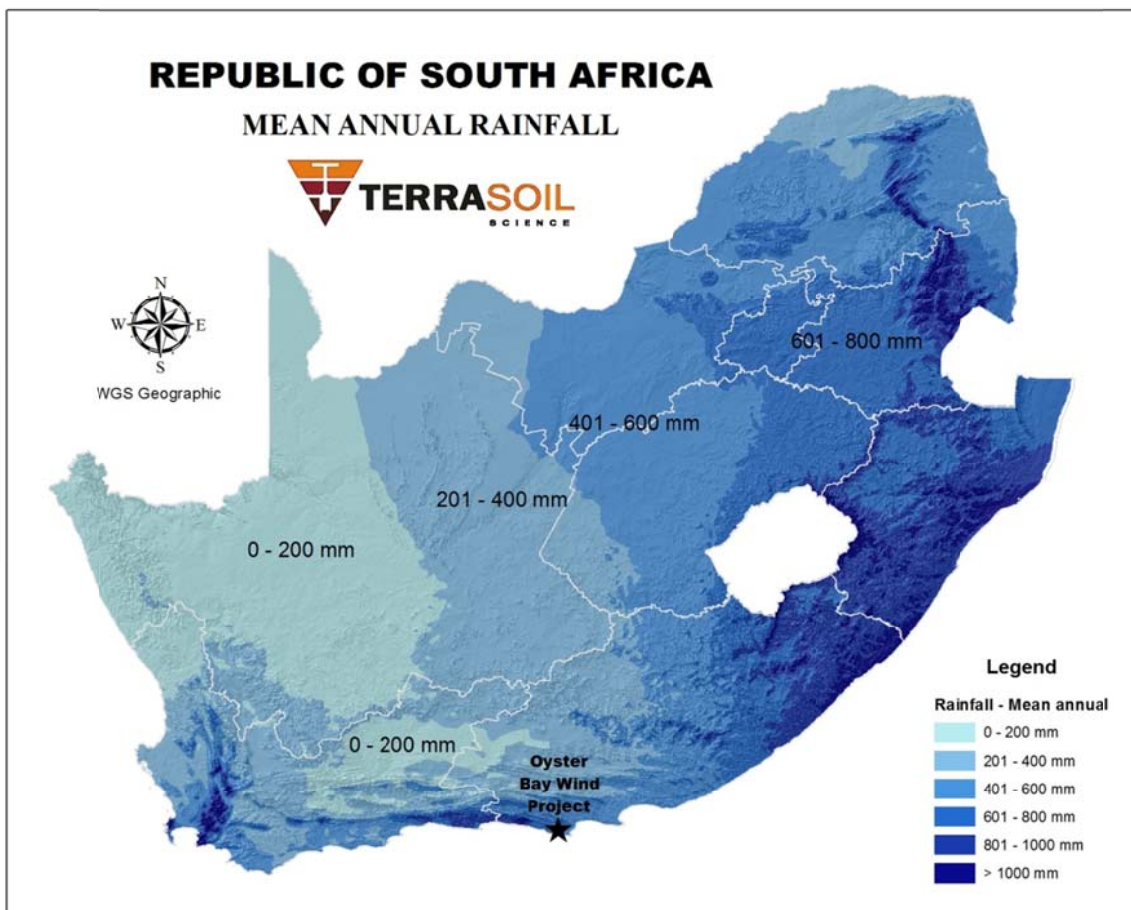 REPUBLIC OF SOUTH AFRICA
MEAN ANNUAL RAINFALL
TERRASOIL
SCIENCE
N
W E
S
WGS Geographic
601 - 800 mm
401 - 600 mm
201 - 400 mm
0 - 200 mm
0 - 200 mm
Oyster
Bay Wind
Project
Legend
Rainfall - Mean annual
0 - 200 mm
201 - 400 mm
401 - 600 mm
601 - 800 mm
801 - 1000 mm
> 1000 mm